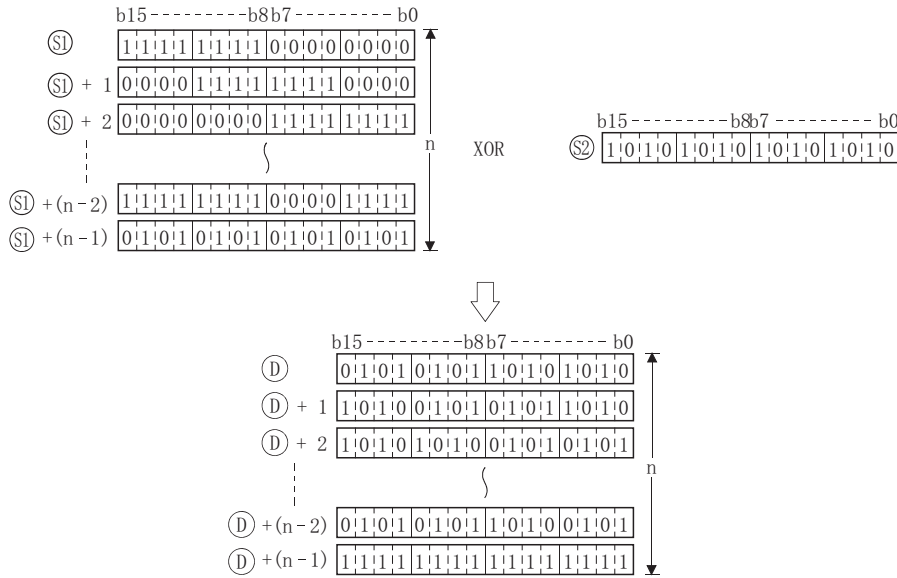 b15 -------------- b8 b7 -------------- b0
S1 1 1 1 1 1 1 1 1 0 0 0 0 0 0 0 0
S1 + 1 0 0 0 0 1 1 1 1 1 1 1 1 0 0 0 0
S1 + 2 0 0 0 0 0 0 0 0 1 1 1 1 1 1 1 1
S1 +(n-2) 1 1 1 1 1 1 1 1 0 0 0 0 1 1 1 1
S1 +(n-1) 0 1 0 1 0 1 0 1 0 1 0 1 0 1 0 1
n
XOR
b15 -------------- b8 b7 -------------- b0
S2 1 0 1 0 1 0 1 0 1 0 1 0 1 0 1 0
b15 -------------- b8 b7 -------------- b0
D 0 1 0 1 0 1 0 1 1 0 1 0 1 0 1 0
D + 1 1 0 1 0 0 1 0 1 0 1 0 1 1 0 1 0
D + 2 1 0 1 0 1 0 1 0 0 1 0 1 0 1 0 1
D +(n-2) 0 1 0 1 0 1 0 1 1 0 1 0 0 1 0 1
D +(n-1) 1 1 1 1 1 1 1 1 1 1 1 1 1 1 1 1
n